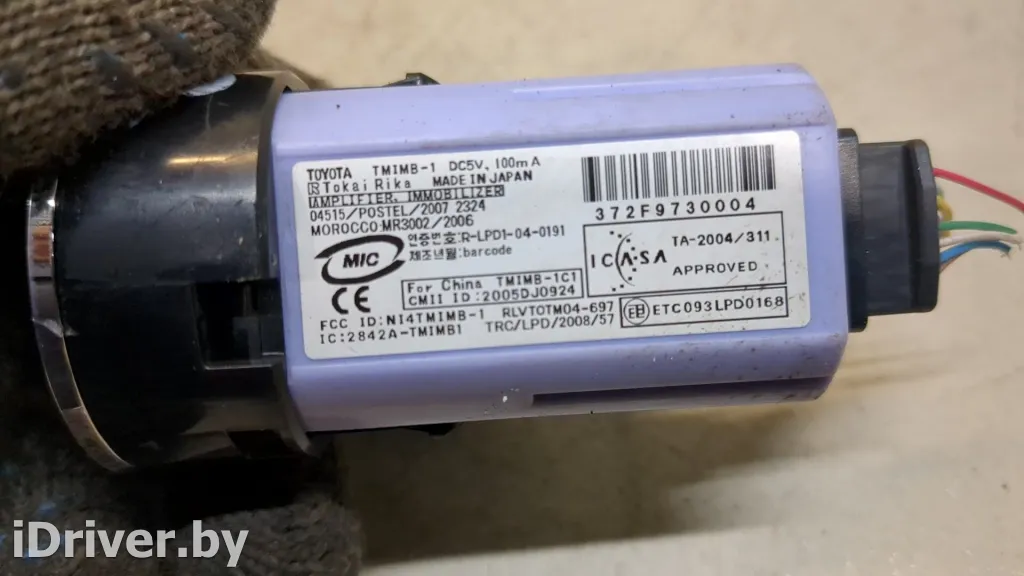 TOYOTA TMIMB-1 DC5V, 100mA
R Tokai Rika MADE IN JAPAN
AMPLIFIER, IMMOBILIZER
04515/POSTEL/2007 2324
MOROCCO:MR3002/2006
인증번호:R-LPD1-04-0191
제조년월:barcode
MIC
For China TMIMB-1C1
CMII ID:2005DJ0924
CE
FCC ID:NI4TMIMB-1 RLVTOTM04-697
IC:2842A-TMIMB1 TRC/LPD/2008/57
372F9730004
ICASA
TA-2004/311
APPROVED
ETC093LPD0168
iDriver.by